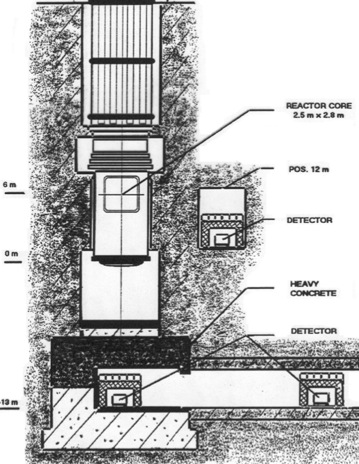 REACTOR CORE
2.5 m x 2.8 m
POS. 12 m
6 m
DETECTOR
0 m
HEAVY
CONCRETE
DETECTOR
-13 m